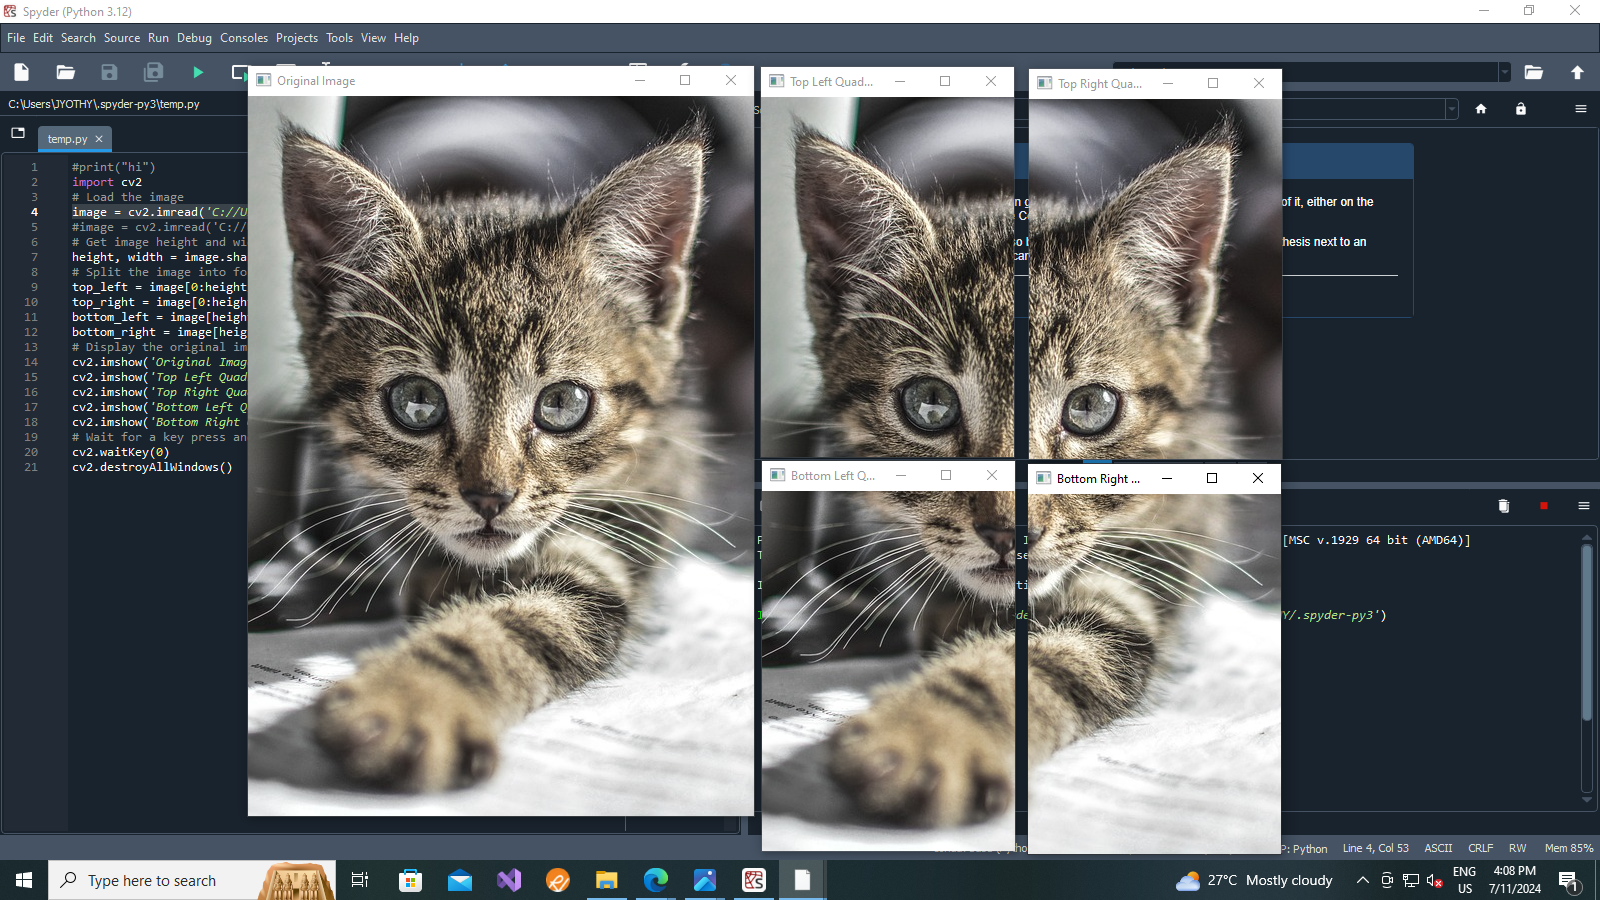 Spyder (Python 3.12)
File Edit Search Source Run Debug Consoles Projects Tools View Help
Original Image
Top Left Quad...
Top Right Qua...
C:\Users\JYOTHY\.spyder-py3\temp.py
temp.py
1 #print("hi")
2 import cv2
3 # Load the image
4 image = cv2.imread('C://U
5 #image = cv2.imread('C://
6 # Get image height and wi
7 height, width = image.sha
8 # Split the image into fo
9 top_left = image[0:height
10 top_right = image[0:heigh
11 bottom_left = image[heigh
12 bottom_right = image[heig
13 # Display the original im
14 cv2.imshow('Original Imag
15 cv2.imshow('Top Left Quad
16 cv2.imshow('Top Right Qua
17 cv2.imshow('Bottom Left Q
18 cv2.imshow('Bottom Right
19 # Wait for a key press an
20 cv2.waitKey(0)
21 cv2.destroyAllWindows()
of it, either on the
hesis next to an
Bottom Left Q...
Bottom Right ...
[MSC v.1929 64 bit (AMD64)]
Y/.spyder-py3')
P: Python Line 4, Col 53 ASCII CRLF RW Mem 85%
Type here to search
27°C Mostly cloudy
ENG
US
4:08 PM
7/11/2024
1